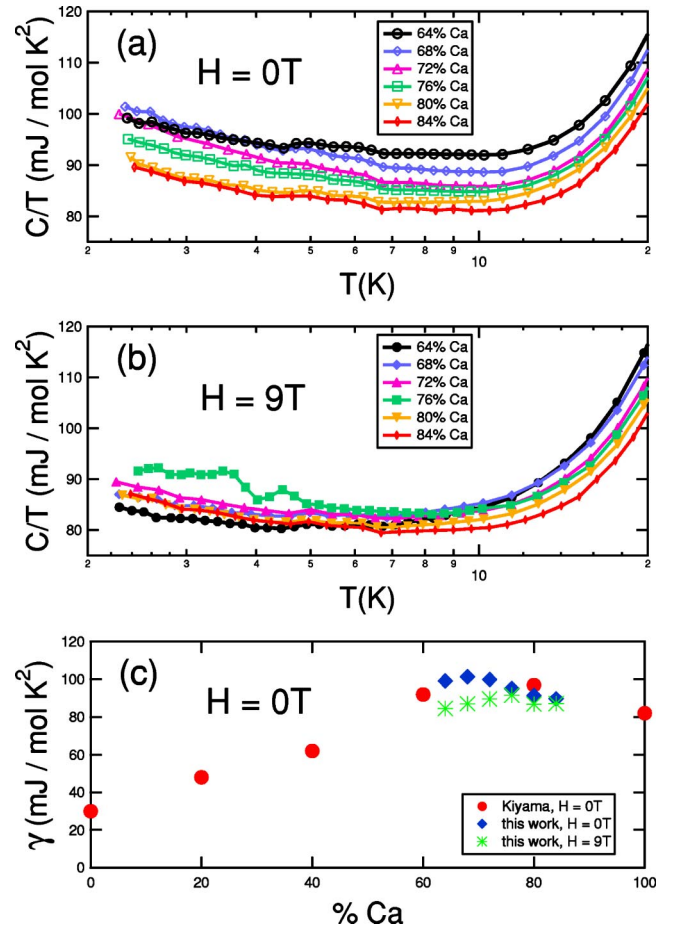 120
(a)
64% Ca
68% Ca
72% Ca
76% Ca
80% Ca
84% Ca
110
H = 0T
100
90
80
C/T (mJ / mol K²)
2 3 4 5 6 7 8 9 10 2
T(K)
120
(b)
64% Ca
68% Ca
72% Ca
76% Ca
80% Ca
84% Ca
110
H = 9T
100
90
80
C/T (mJ / mol K²)
2 3 4 5 6 7 8 9 10 2
T(K)
120
(c)
100
H = 0T
80
60
40
20
0
γ (mJ / mol K²)
Kiyama, H = 0T
this work, H = 0T
this work, H = 9T
0 20 40 60 80 100
% Ca